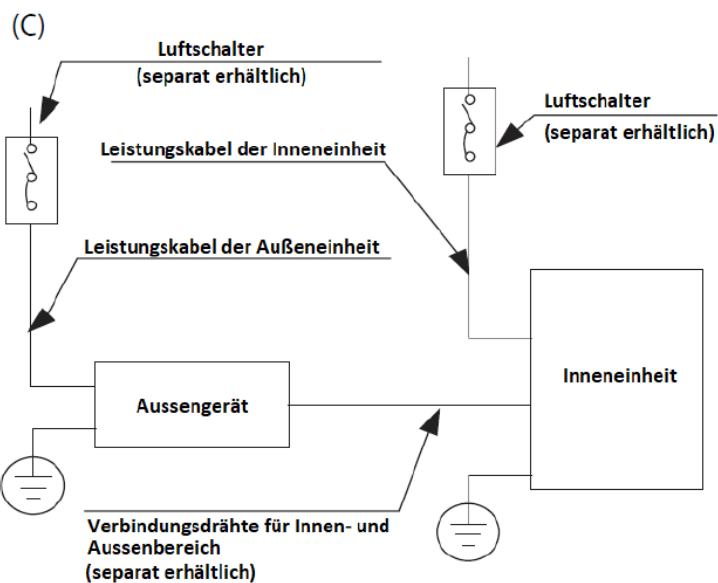 (C)
Luftschalter
(separat erhältlich)
Luftschalter
(separat erhältlich)
Leistungskabel der Inneneinheit
Leistungskabel der Außeneinheit
Inneneinheit
Aussengerät
Verbindungsdrähte für Innen- und
Aussenbereich
(separat erhältlich)